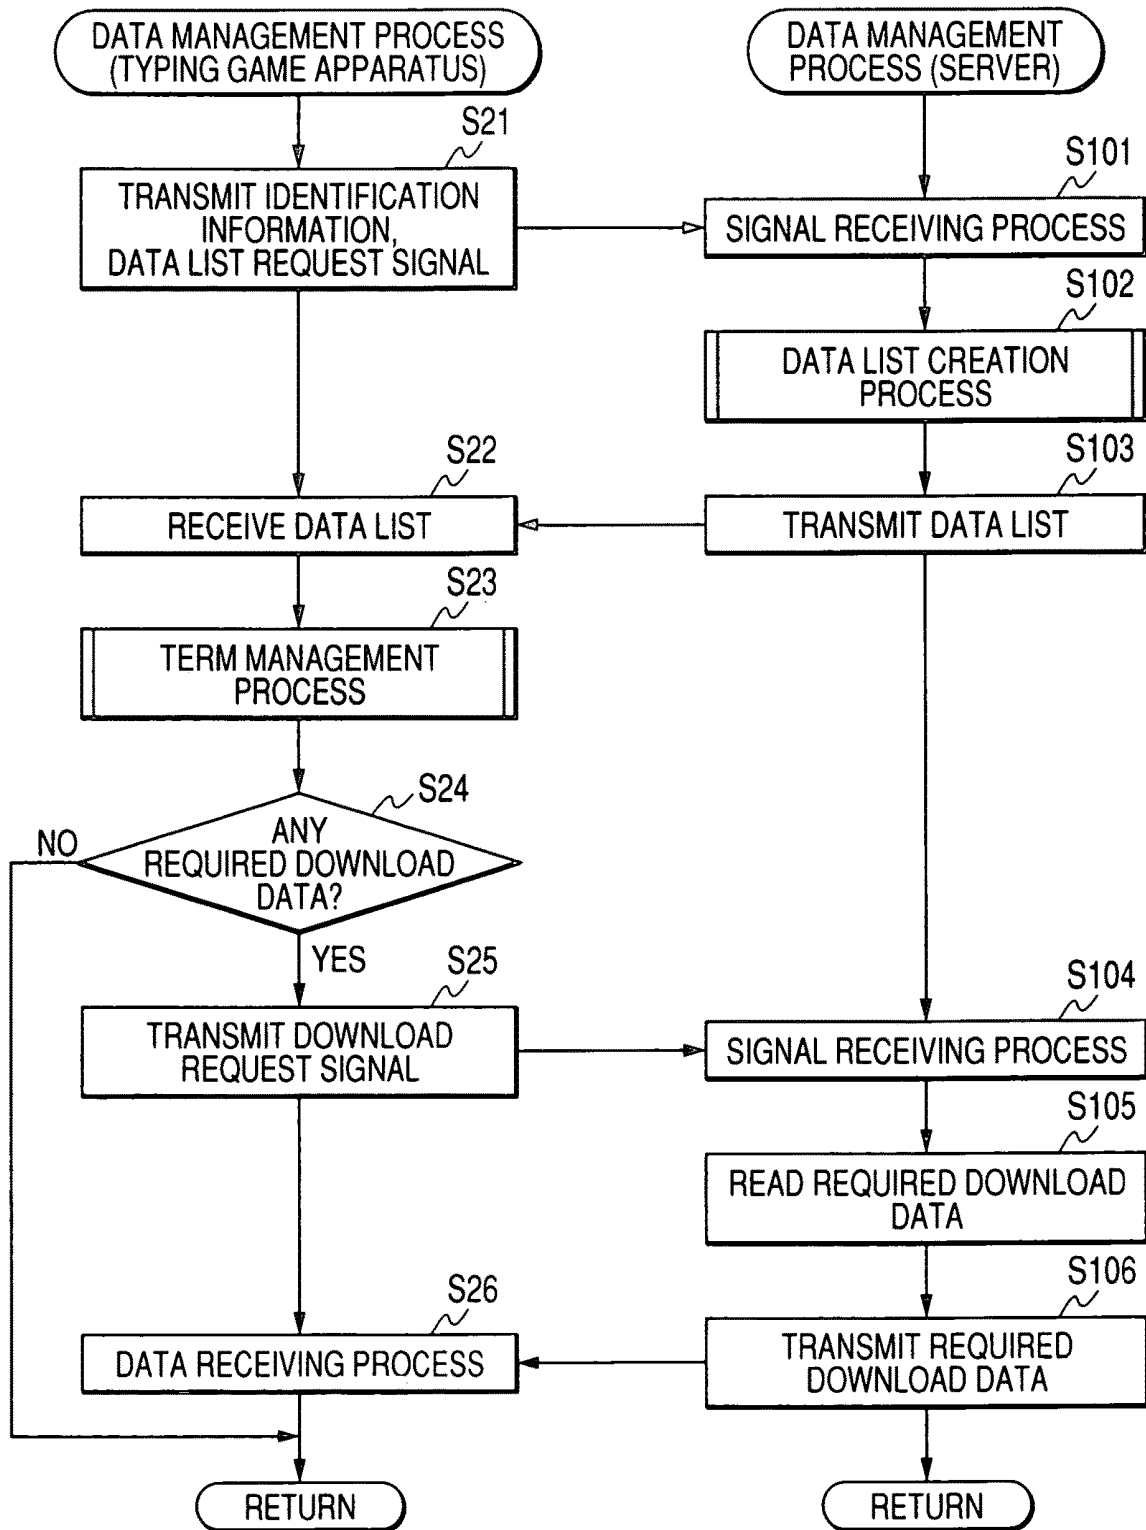 DATA MANAGEMENT PROCESS
(TYPING GAME APPARATUS)
DATA MANAGEMENT
PROCESS (SERVER)
S21
TRANSMIT IDENTIFICATION
INFORMATION,
DATA LIST REQUEST SIGNAL
S101
SIGNAL RECEIVING PROCESS
S102
DATA LIST CREATION
PROCESS
S22
RECEIVE DATA LIST
S103
TRANSMIT DATA LIST
S23
TERM MANAGEMENT
PROCESS
S24
NO
ANY
REQUIRED DOWNLOAD
DATA?
YES
S25
TRANSMIT DOWNLOAD
REQUEST SIGNAL
S104
SIGNAL RECEIVING PROCESS
S105
READ REQUIRED DOWNLOAD
DATA
S26
DATA RECEIVING PROCESS
S106
TRANSMIT REQUIRED
DOWNLOAD DATA
RETURN
RETURN